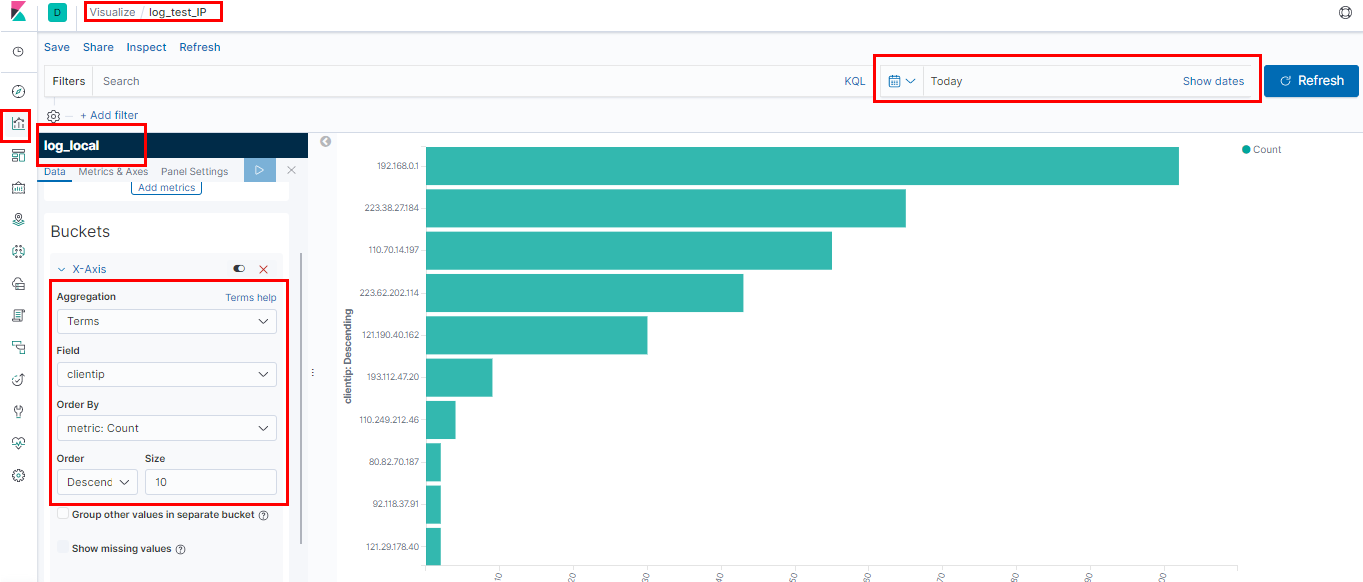 D
Visualize / log_test_IP
Save Share Inspect Refresh
Filters Search KQL Today Show dates Refresh
+ Add filter
log_local
Data Metrics & Axes Panel Settings
Add metrics
Buckets
X-Axis
Aggregation Terms help
Terms
Field
clientip
Order By
metric: Count
Order Size
Descend 10
Group other values in separate bucket
Show missing values
clientip: Descending
192.168.0.1
223.38.27.184
110.70.14.197
223.62.202.114
121.190.40.162
193.112.47.20
110.249.212.46
80.82.70.187
92.118.37.91
121.29.178.40
10 20 30 40 50 60 70 80 90
Count